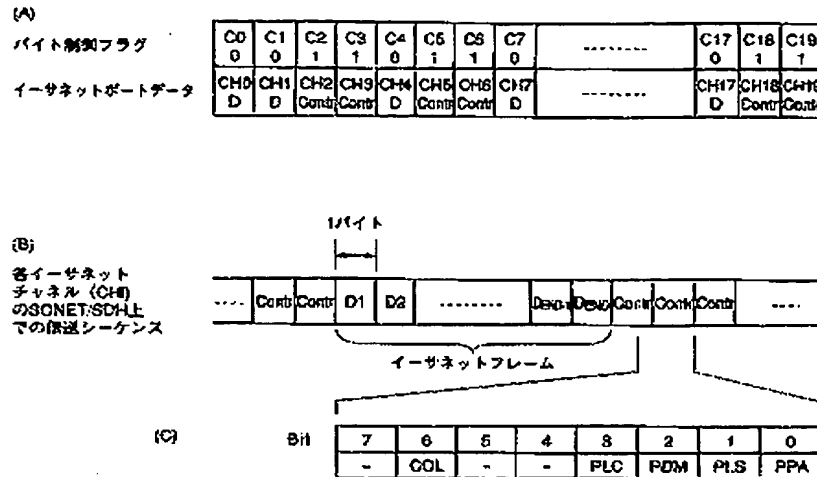 (A)
バイト制御フラグ C0 C1 C2 C3 C4 C5 C6 C7 -------- C17 C18 C19
0 0 1 1 0 1 1 0 0 1 1
イーサネットポートデータ CH0 CH1 CH2 CH3 CH4 CH5 CH6 CH7 -------- CH17 CH18 CH19
D D Contr Contr D Contr Contr D D Contr Contr
1バイト
(B)
各イーサネット
チャネル (CH#)
のSONET/SDH上
での伝送シーケンス
---- Contr Contr D1 D2 -------- Contr Contr Contr ----
イーサネットフレーム
(C) Bit 7 6 5 4 3 2 1 0
- COL - - PLC PDM PLS PPA